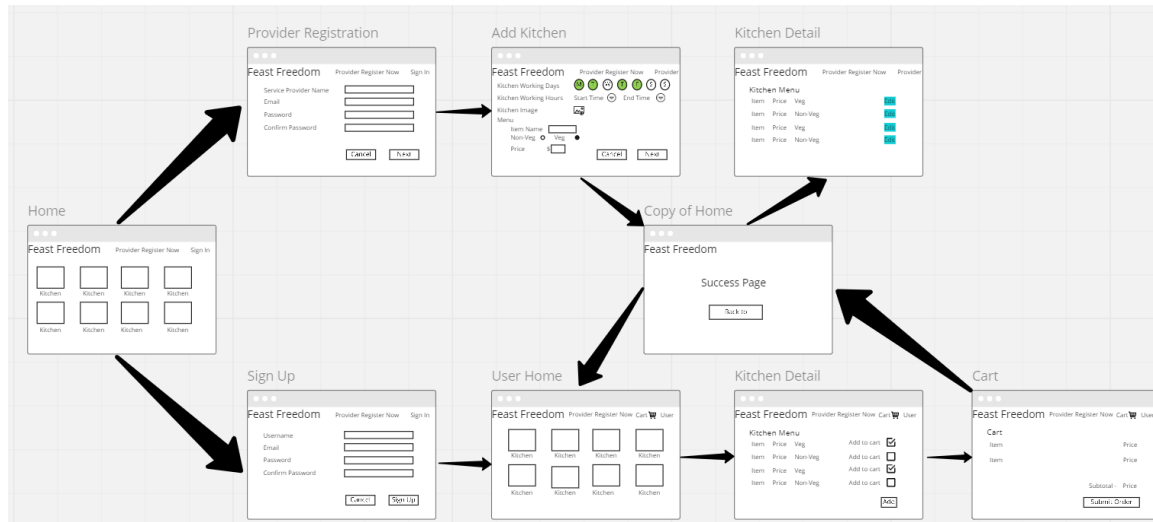 Provider Registration
Feast Freedom Provider Register Now Sign In
Service Provider Name
Email
Password
Confirm Password
Cancel Next
Add Kitchen
Feast Freedom Provider Register Now Provider
Kitchen Working Days M T W T F S S
Kitchen Working Hours Start Time End Time
Kitchen Image
Menu
Item Name
Non-Veg Veg
Price $
Cancel Next
Kitchen Detail
Feast Freedom Provider Register Now Provider
Kitchen Menu
Item Price Veg Edit
Item Price Non-Veg Edit
Item Price Veg Edit
Item Price Non-Veg Edit
Home
Feast Freedom Provider Register Now Sign In
Kitchen Kitchen Kitchen Kitchen
Kitchen Kitchen Kitchen Kitchen
Copy of Home
Feast Freedom
Success Page
Back to
Sign Up
Feast Freedom Provider Register Now Sign In
Username
Email
Password
Confirm Password
Cancel Sign Up
User Home
Feast Freedom Provider Register Now Cart User
Kitchen Kitchen Kitchen Kitchen
Kitchen Kitchen Kitchen Kitchen
Kitchen Detail
Feast Freedom Provider Register Now Cart User
Kitchen Menu
Item Price Veg Add to cart
Item Price Non-Veg Add to cart
Item Price Veg Add to cart
Item Price Non-Veg Add to cart
Add
Cart
Feast Freedom Provider Register Now Cart User
Cart
Item Price
Item Price
Subtotal - Price
Submit Order